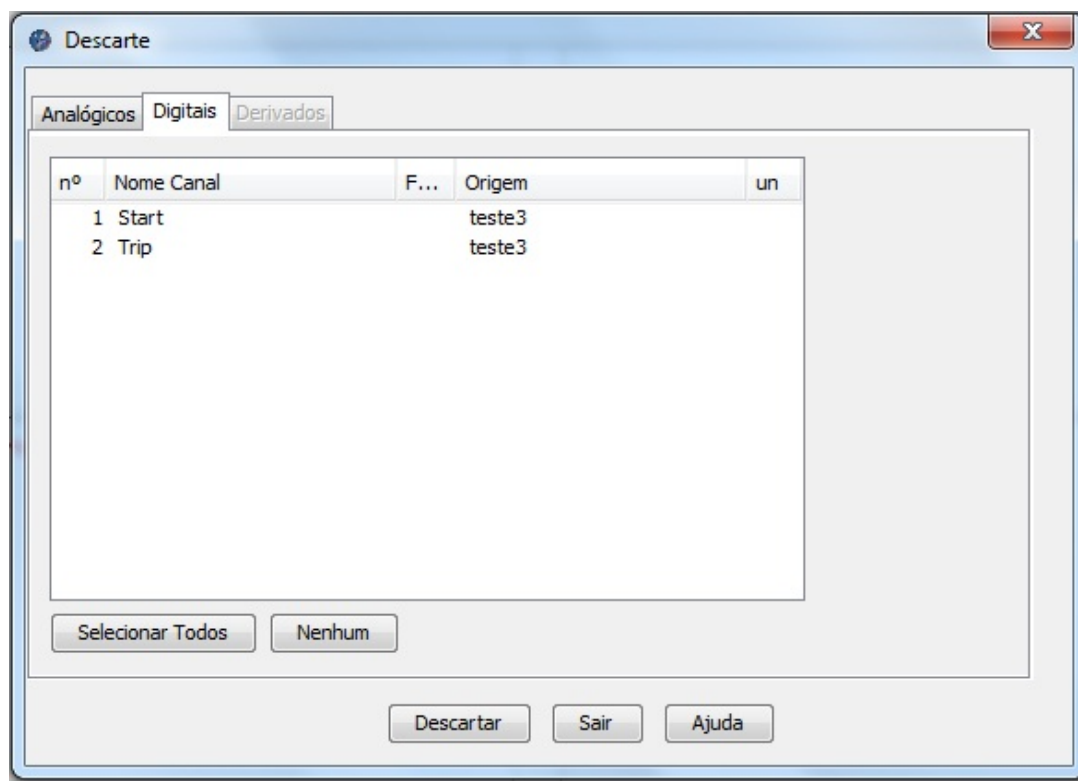 Descarte
Analógicos Digitais Derivados
nº Nome Canal F... Origem un
1 Start teste3
2 Trip teste3
Selecionar Todos Nenhum
Descartar Sair Ajuda